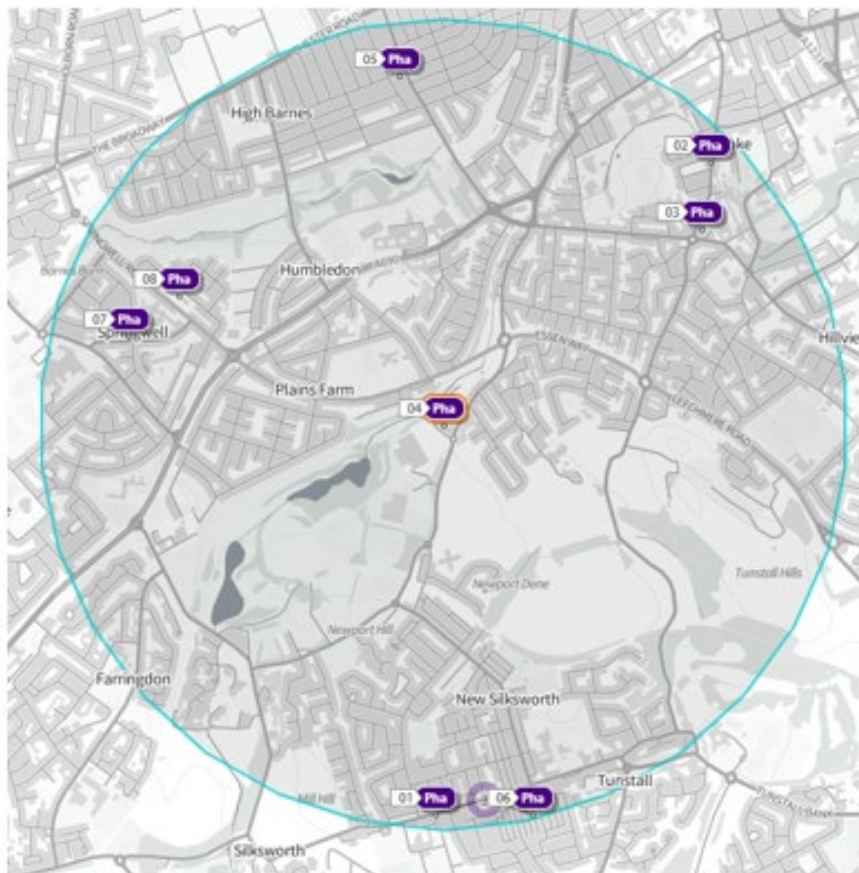 05 Pha
High Barnes
THE BROADWAY
02 Pha
03 Pha
Humbledon
08 Pha
07 Pha
Springwell
ESSEN WAY
Plains Farm
04 Pha
LEECHMERE ROAD
Newport Dene
Tunstall Hills
Newport Hill
Farringdon
New Silksworth
Tunstall
01 Pha
06 Pha
Mill Hill
TUNSTALL BANK
Silksworth